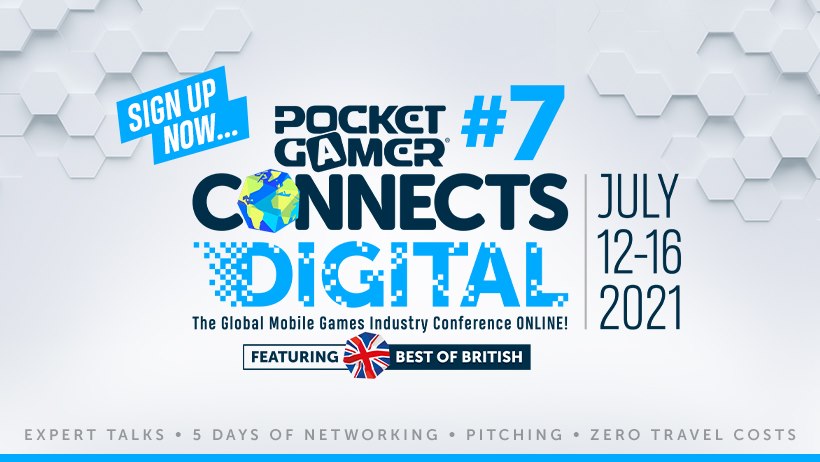 SIGN UP
NOW...
POCKET
GAMER® #7
CONNECTS
DIGITAL
The Global Mobile Games Industry Conference ONLINE!
FEATURING BEST OF BRITISH
JULY
12-16
2021
EXPERT TALKS • 5 DAYS OF NETWORKING • PITCHING • ZERO TRAVEL COSTS